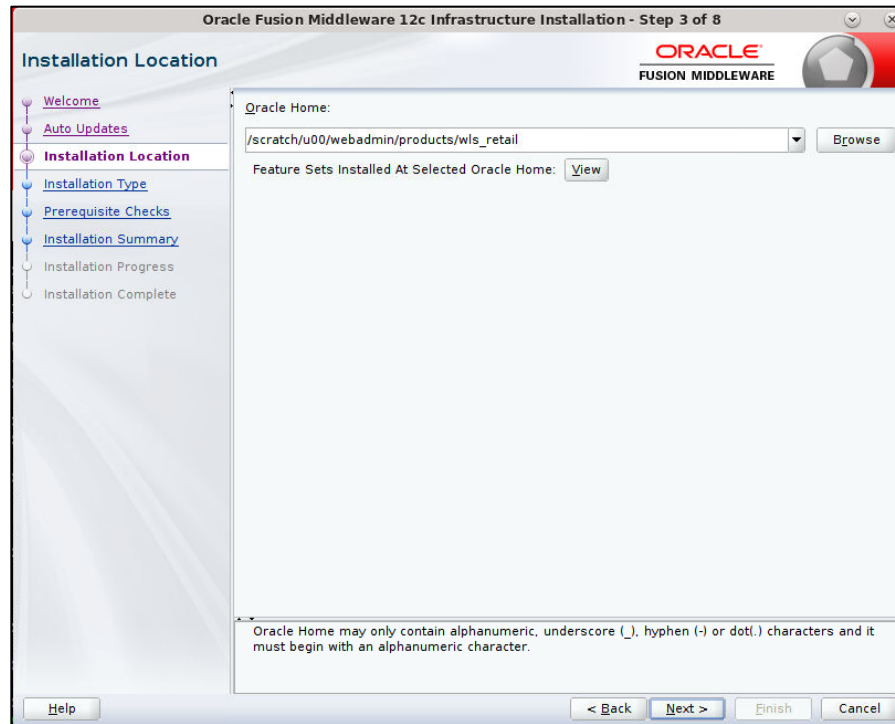 Oracle Fusion Middleware 12c Infrastructure Installation - Step 3 of 8
Installation Location
ORACLE
FUSION MIDDLEWARE
Welcome
Auto Updates
Installation Location
Installation Type
Prerequisite Checks
Installation Summary
Installation Progress
Installation Complete
Oracle Home:
/scratch/u00/webadmin/products/wls_retail
Browse
Feature Sets Installed At Selected Oracle Home: View
Oracle Home may only contain alphanumeric, underscore (_), hyphen (-) or dot(.) characters and it
must begin with an alphanumeric character.
Help
< Back
Next >
Finish
Cancel